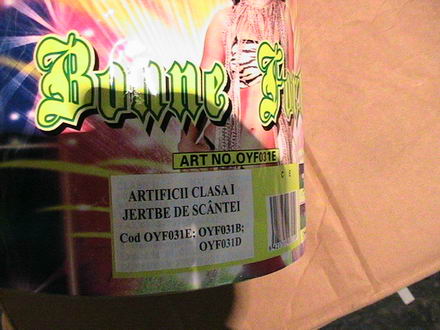 Bonne
ART NO.OYF031E
C E
ARTIFICII CLASA I
JERTBE DE SCÂNTEI
Cod OYF031E: OYF031B;
OYF031D